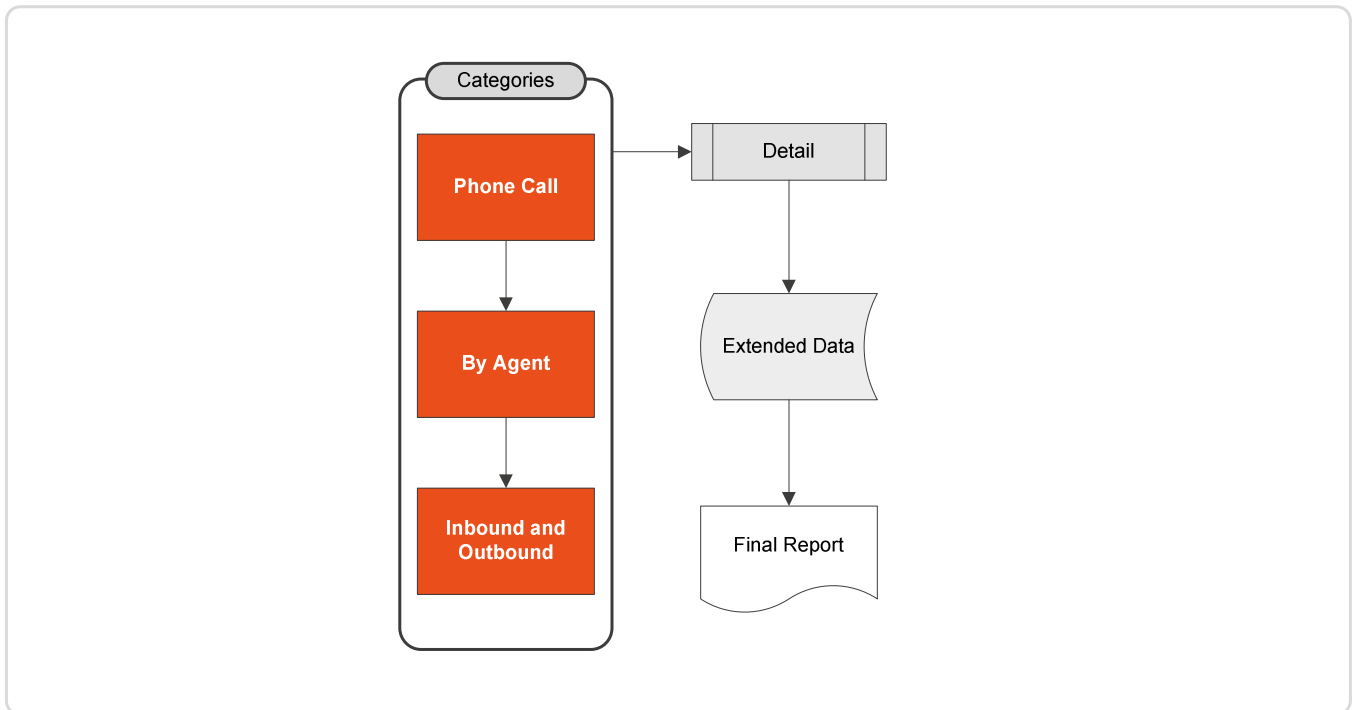 Categories
Phone Call
By Agent
Inbound and
Outbound
Detail
Extended Data
Final Report